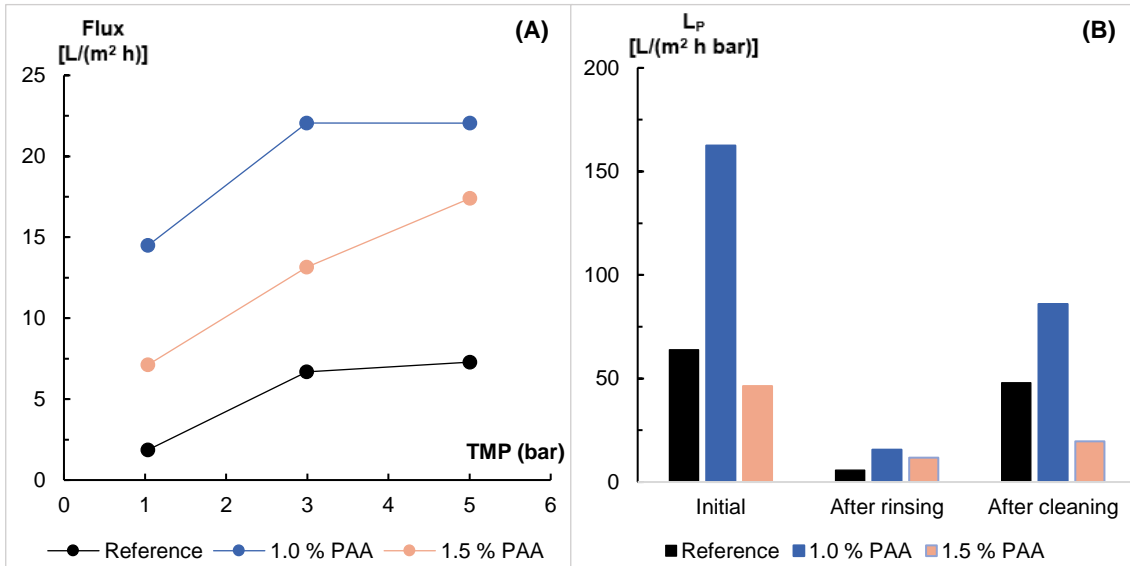 Flux
[L/(m² h)]
(A)
25
20
15
10
5
0
0 1 2 3 4 5 6
TMP (bar)
Reference 1.0 % PAA 1.5 % PAA
L_P
[L/(m² h bar)]
(B)
200
150
100
50
0
Initial After rinsing After cleaning
Reference 1.0 % PAA 1.5 % PAA